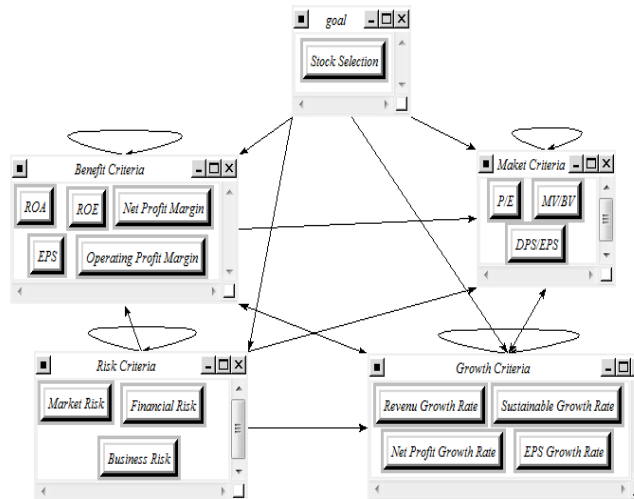 goal
Stock Selection
Benefit Criteria
ROA
ROE
Net Profit Margin
EPS
Operating Profit Margin
Maket Criteria
P/E
MV/BV
DPS/EPS
Risk Criteria
Market Risk
Financial Risk
Business Risk
Growth Criteria
Revenu Growth Rate
Sustainable Growth Rate
Net Profit Growth Rate
EPS Growth Rate